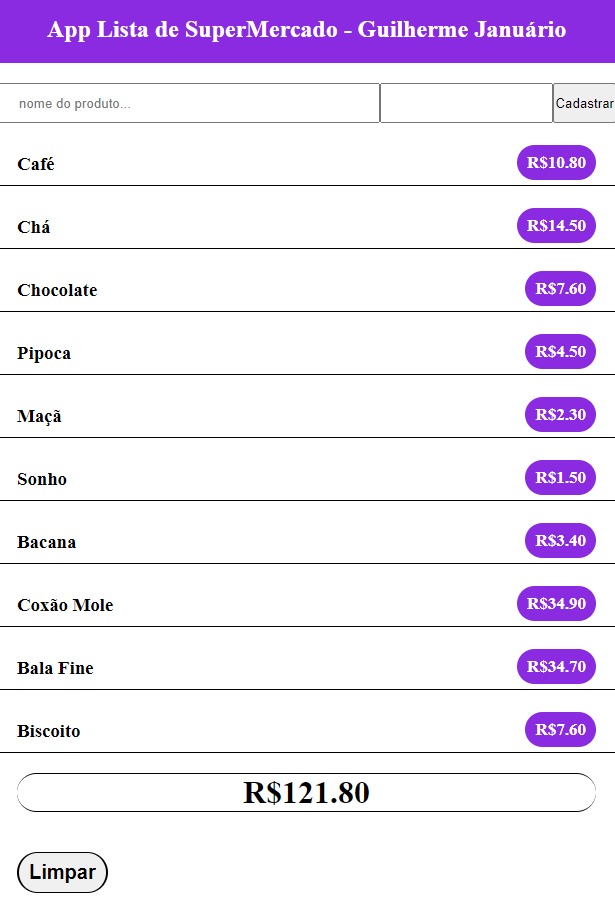 App Lista de SuperMercado - Guilherme Januário
nome do produto... Cadastrar
Café R$10.80
Chá R$14.50
Chocolate R$7.60
Pipoca R$4.50
Maçã R$2.30
Sonho R$1.50
Bacana R$3.40
Coxão Mole R$34.90
Bala Fine R$34.70
Biscoito R$7.60
R$121.80
Limpar